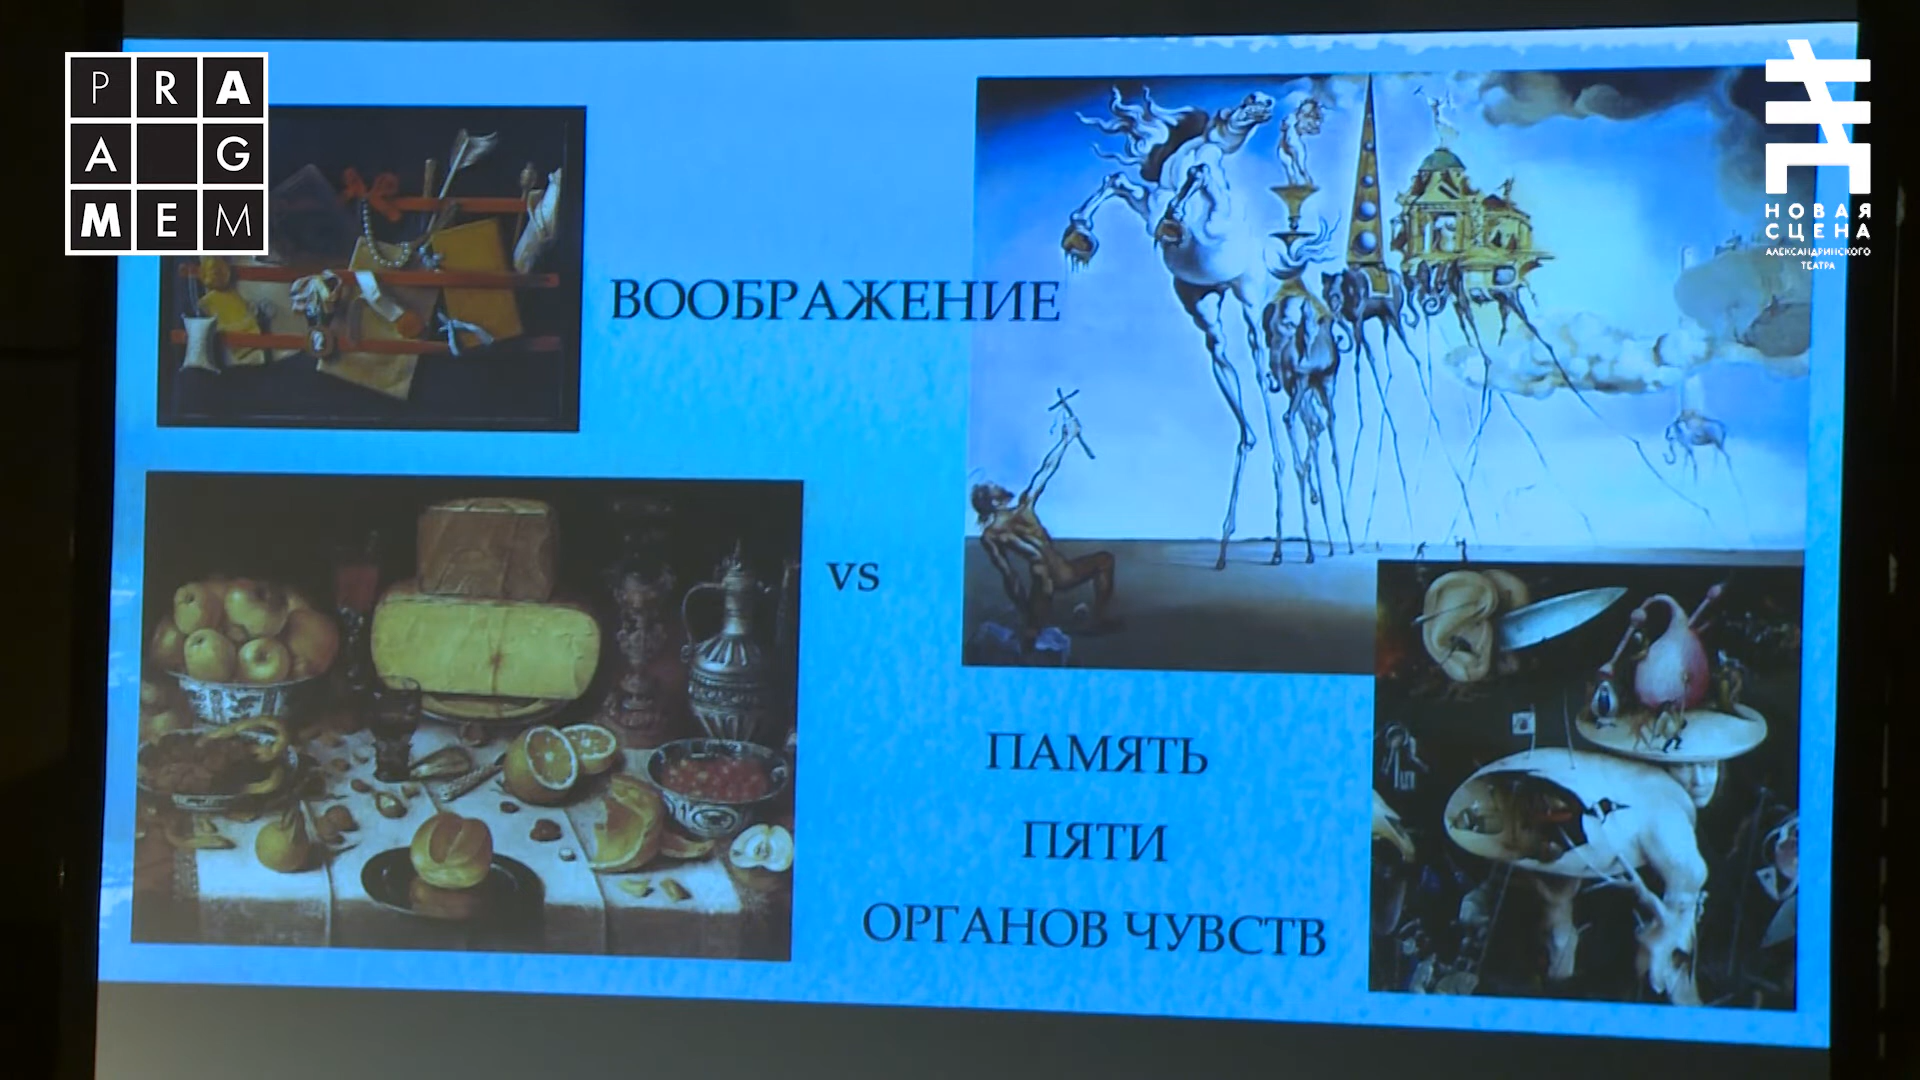 PRA
AG
MEM
НОВАЯ
СЦЕНА
АЛЕКСАНДРИНСКОГО
ТЕАТРА
ВООБРАЖЕНИЕ
vs
ПАМЯТЬ
ПЯТИ
ОРГАНОВ ЧУВСТВ